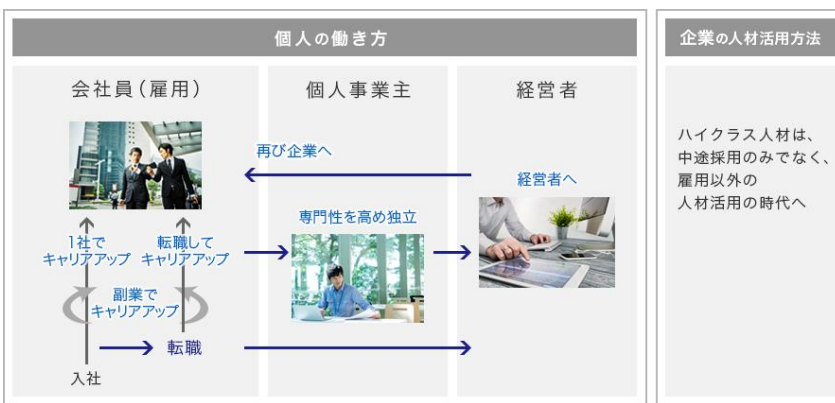 個人の働き方
会社員(雇用)
個人事業主
経営者
再び企業へ
経営者へ
専門性を高め独立
1社で
キャリアアップ
転職して
キャリアアップ
副業で
キャリアアップ
転職
入社
企業の人材活用方法
ハイクラス人材は、
中途採用のみでなく、
雇用以外の
人材活用の時代へ